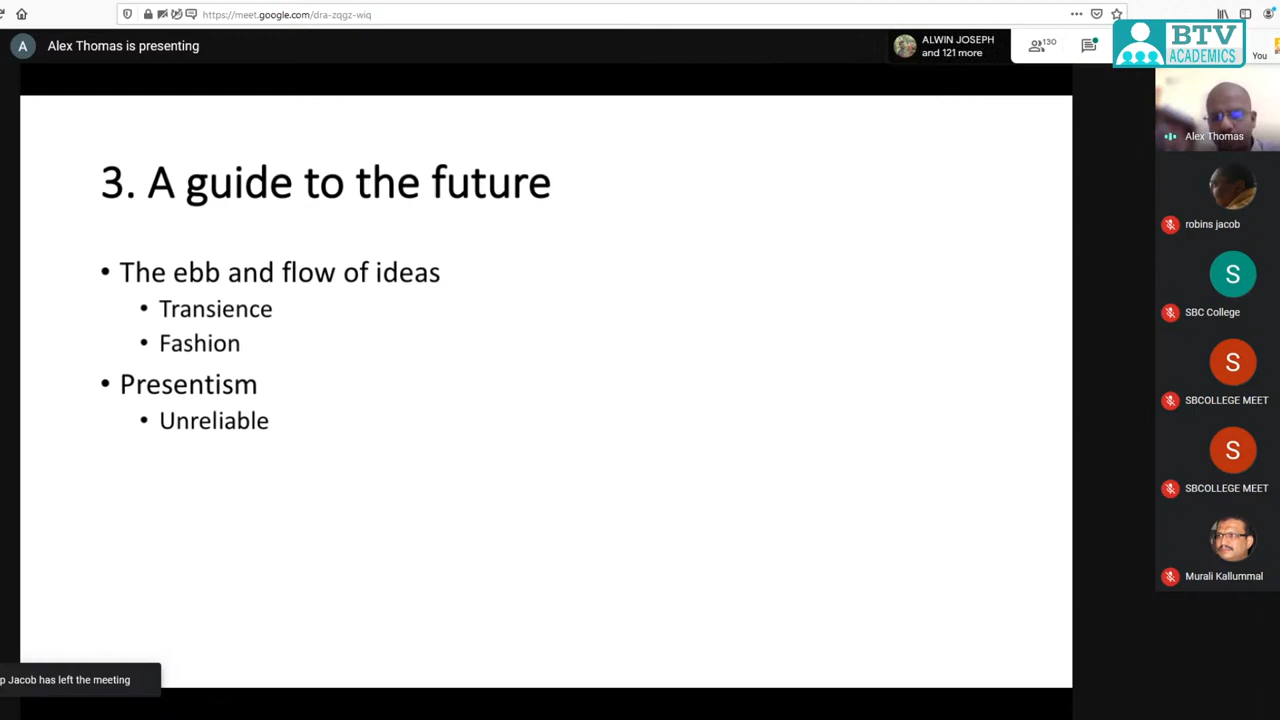 https://meet.google.com/dra-zqgz-wiq
A
Alex Thomas is presenting
ALWIN JOSEPH
and 121 more
130
BTV
ACADEMICS
You
3. A guide to the future
• The ebb and flow of ideas
• Transience
• Fashion
• Presentism
• Unreliable
Alex Thomas
robins jacob
S
SBC College
S
SBCOLLEGE MEET
S
SBCOLLEGE MEET
Murali Kallummal
p Jacob has left the meeting